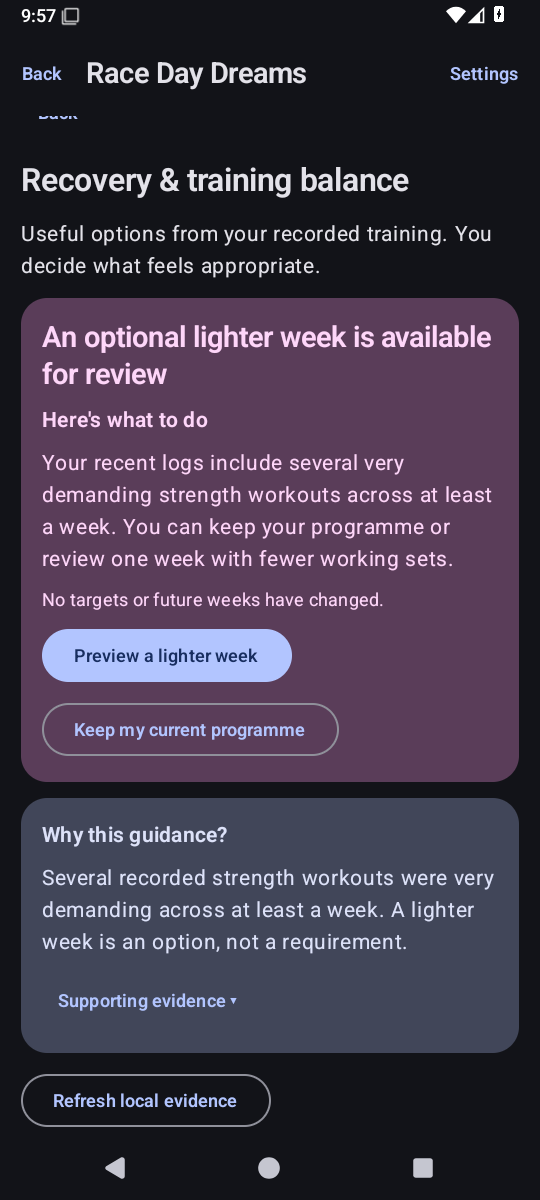 9:57
Back Race Day Dreams Settings
Back
Recovery & training balance
Useful options from your recorded training. You
decide what feels appropriate.
An optional lighter week is available
for review
Here's what to do
Your recent logs include several very
demanding strength workouts across at least
a week. You can keep your programme or
review one week with fewer working sets.
No targets or future weeks have changed.
Preview a lighter week
Keep my current programme
Why this guidance?
Several recorded strength workouts were very
demanding across at least a week. A lighter
week is an option, not a requirement.
Supporting evidence ▾
Refresh local evidence